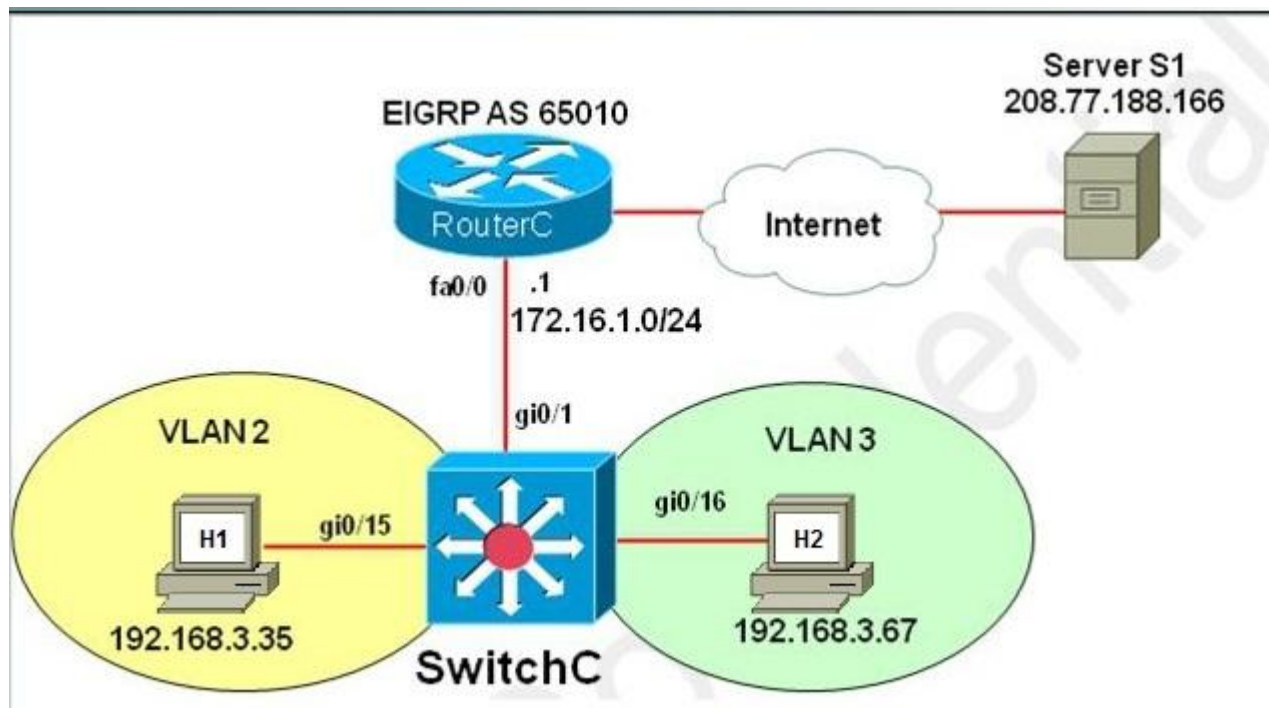 Server S1
208.77.188.166
EIGRP AS 65010
RouterC
Internet
fa0/0
.1
172.16.1.0/24
gi0/1
VLAN 2
VLAN 3
gi0/15
gi0/16
H1
H2
192.168.3.35
192.168.3.67
SwitchC